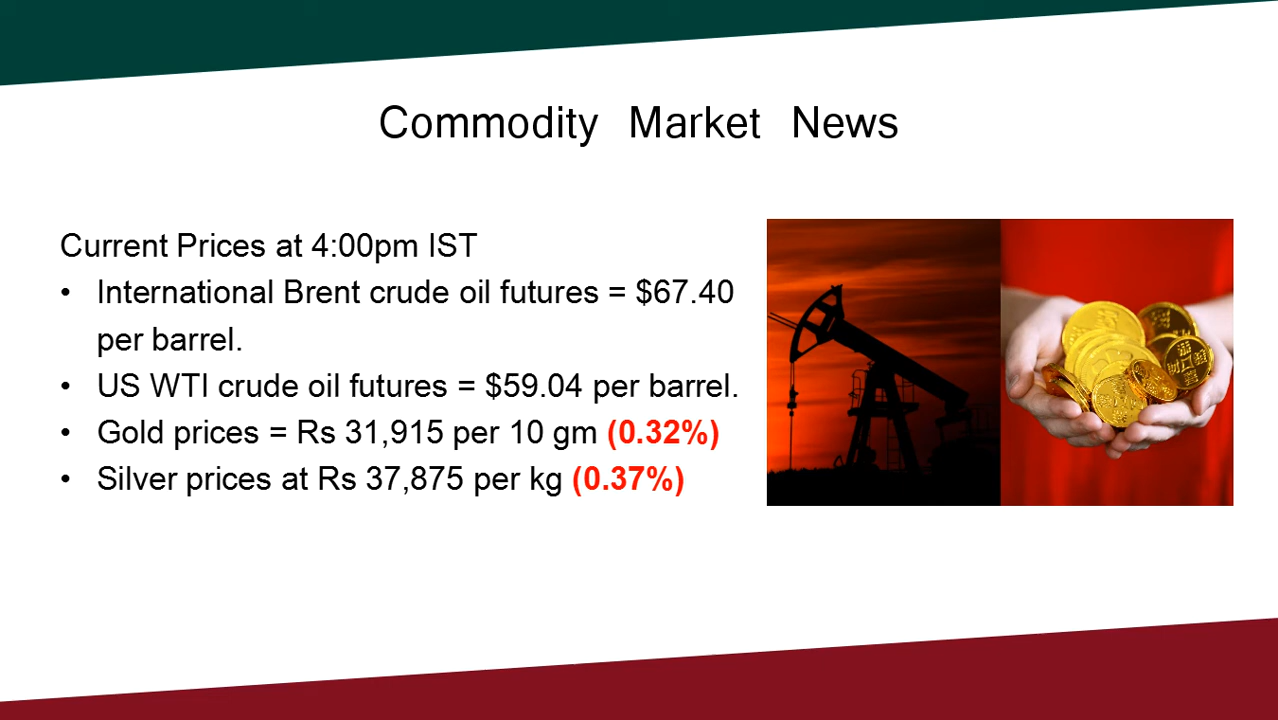 Commodity Market News
Current Prices at 4:00pm IST
• International Brent crude oil futures = $67.40
per barrel.
• US WTI crude oil futures = $59.04 per barrel.
• Gold prices = Rs 31,915 per 10 gm (0.32%)
• Silver prices at Rs 37,875 per kg (0.37%)